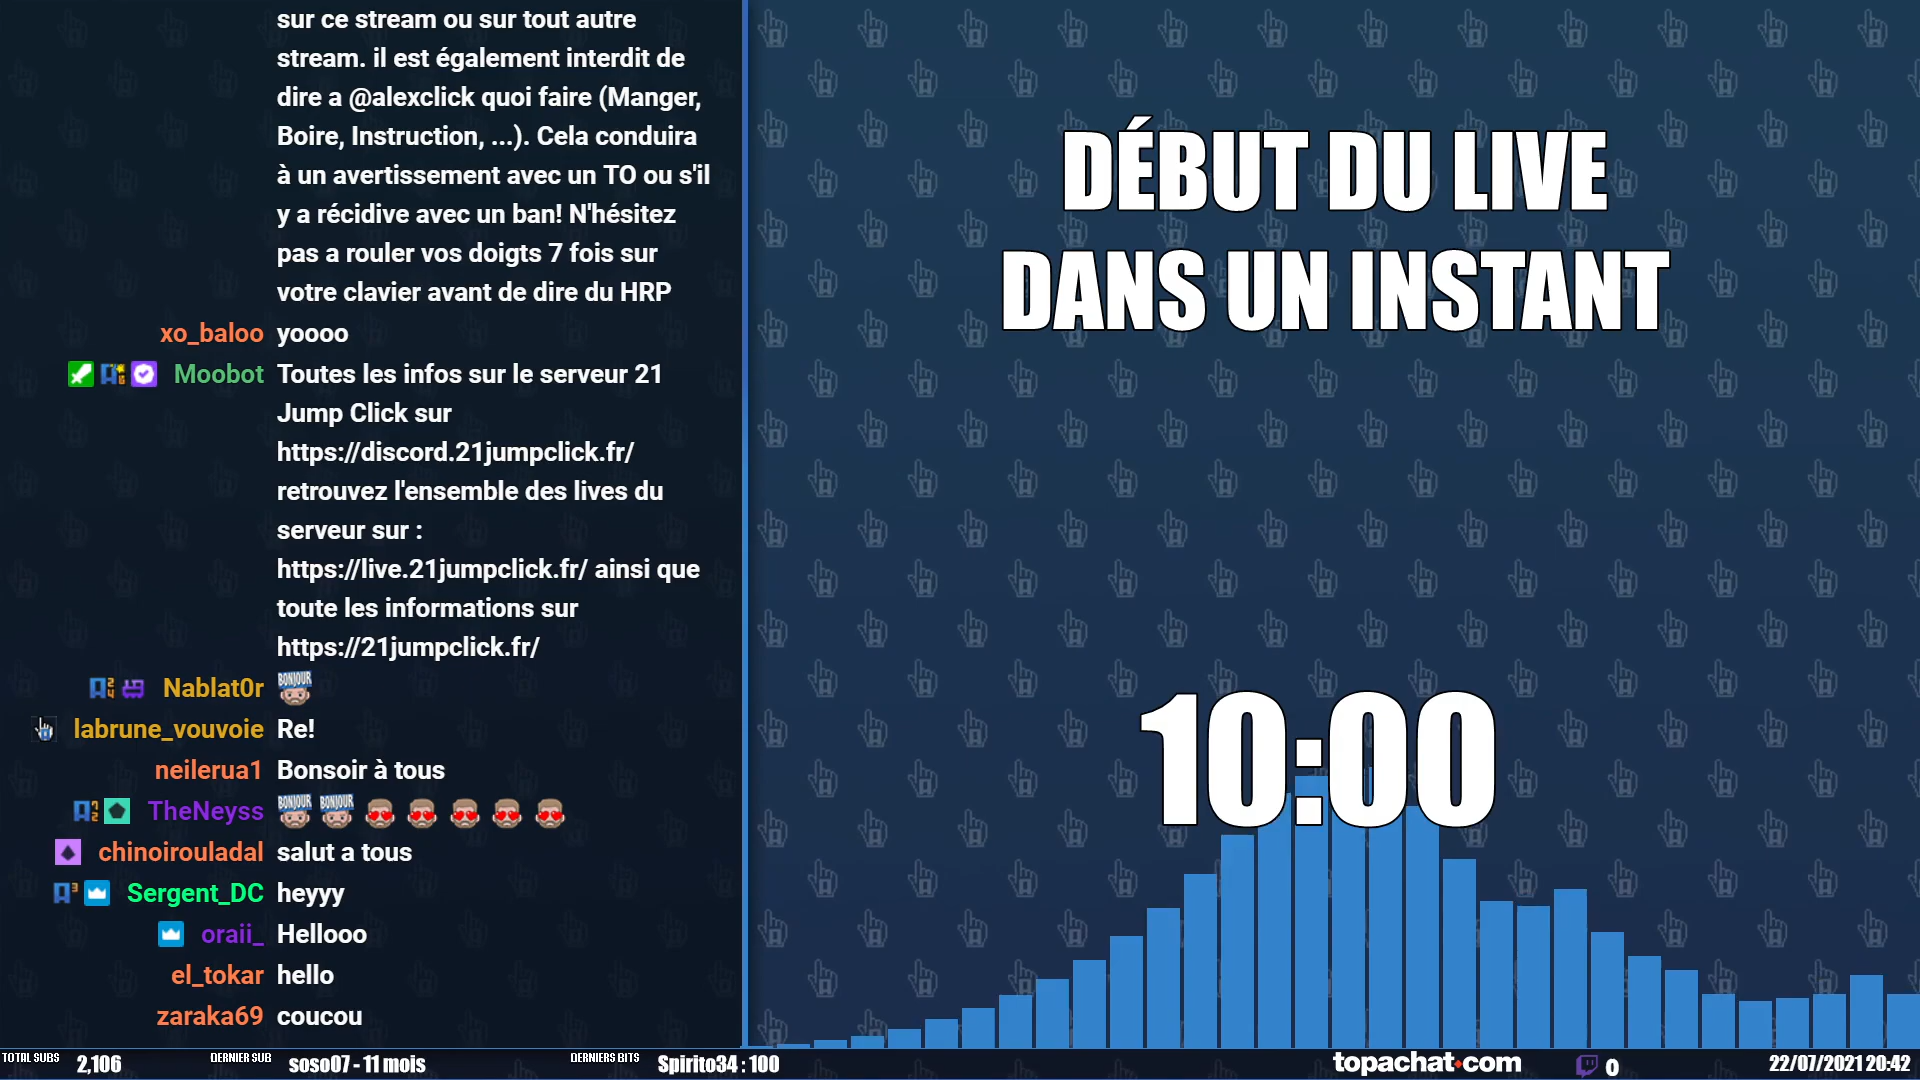 sur ce stream ou sur tout autre
stream. il est également interdit de
dire a @alexclick quoi faire (Manger,
Boire, Instruction, ...). Cela conduira
à un avertissement avec un TO ou s'il
y a récidive avec un ban! N'hésitez
pas a rouler vos doigts 7 fois sur
votre clavier avant de dire du HRP
xo_baloo yoooo
Moobot Toutes les infos sur le serveur 21
Jump Click sur
https://discord.21jumpclick.fr/
retrouvez l'ensemble des lives du
serveur sur :
https://live.21jumpclick.fr/ ainsi que
toute les informations sur
https://21jumpclick.fr/
Nablat0r BONJOUR
labrune_vouvoie Re!
neilerua1 Bonsoir à tous
TheNeyss BONJOUR BONJOUR
chinoirouladal salut a tous
Sergent_DC heyyy
oraii_ Hellooo
el_tokar hello
zaraka69 coucou
DÉBUT DU LIVE
DANS UN INSTANT
10:00
TOTAL SUBS 2,106 DERNIER SUB soso07 - 11 mois DERNIERS BITS Spirito34 : 100 topachat.com 0 22/07/2021 20:42